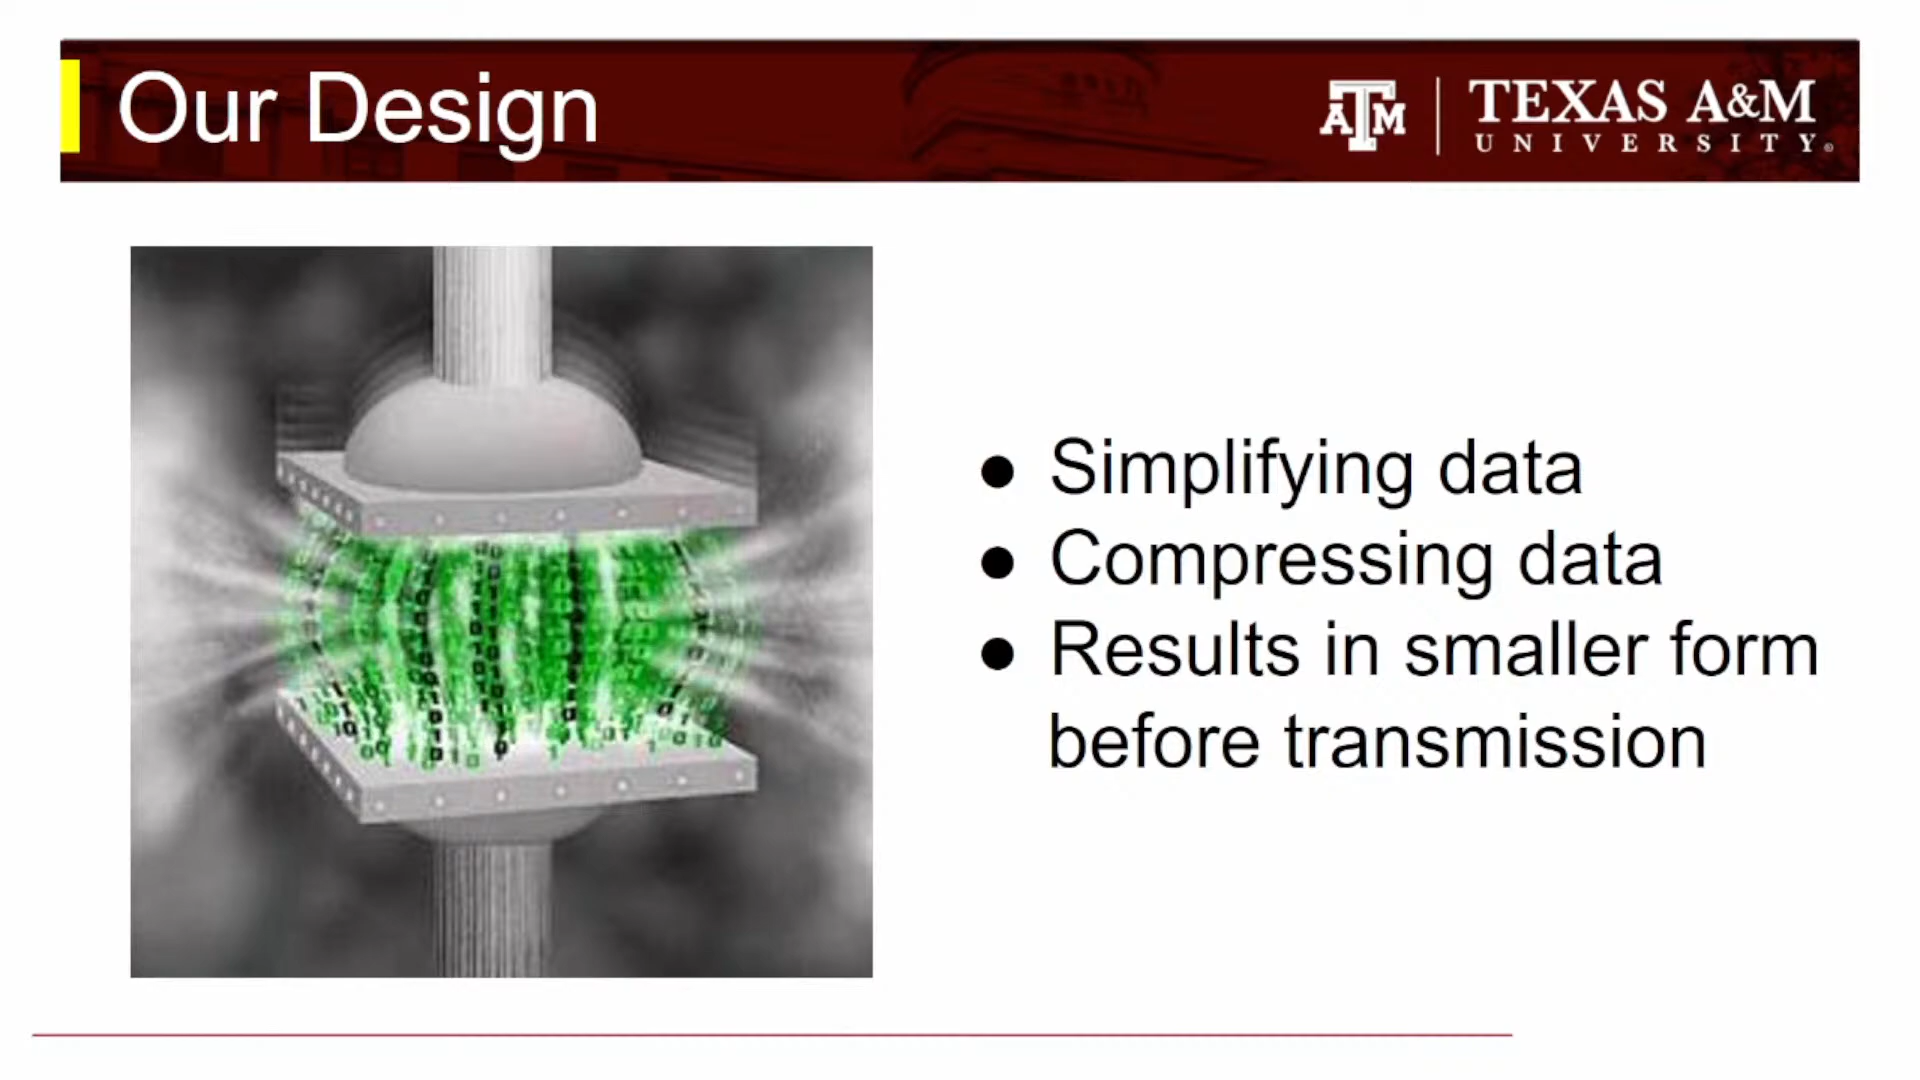 Our Design
ATM
TEXAS A&M
UNIVERSITY®
● Simplifying data
● Compressing data
● Results in smaller form
before transmission